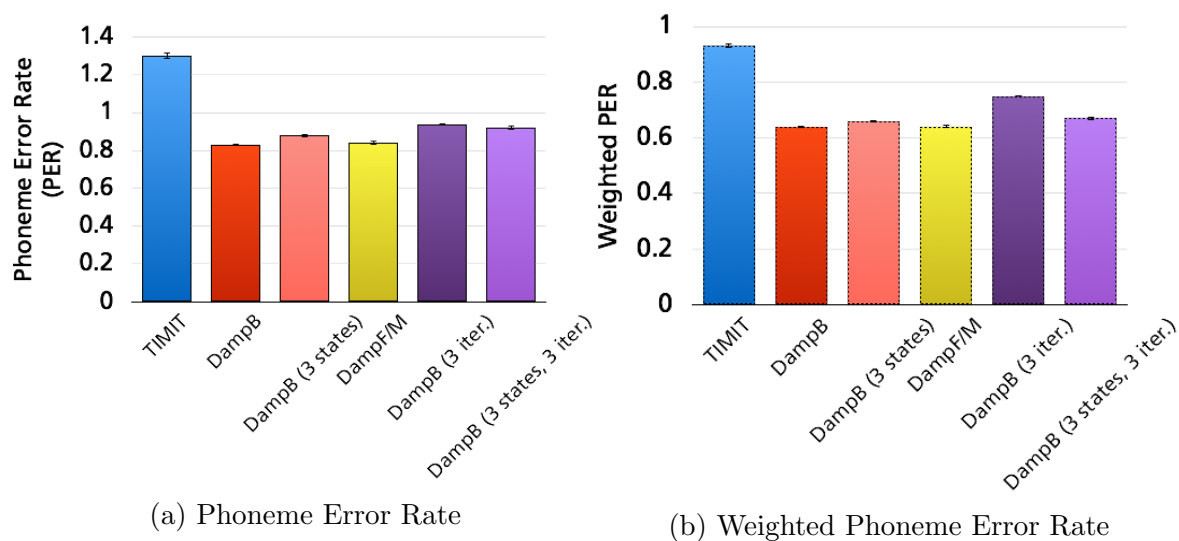 Phoneme Error Rate
(PER)
1.4
1.2
1
0.8
0.6
0.4
0.2
0
TIMIT
DampB
DampB (3 states)
DampF/M
DampB (3 iter.)
DampB (3 states, 3 iter.)
(a) Phoneme Error Rate
Weighted PER
1
0.8
0.6
0.4
0.2
0
TIMIT
DampB
DampB (3 states)
DampF/M
DampB (3 iter.)
DampB (3 states, 3 iter.)
(b) Weighted Phoneme Error Rate